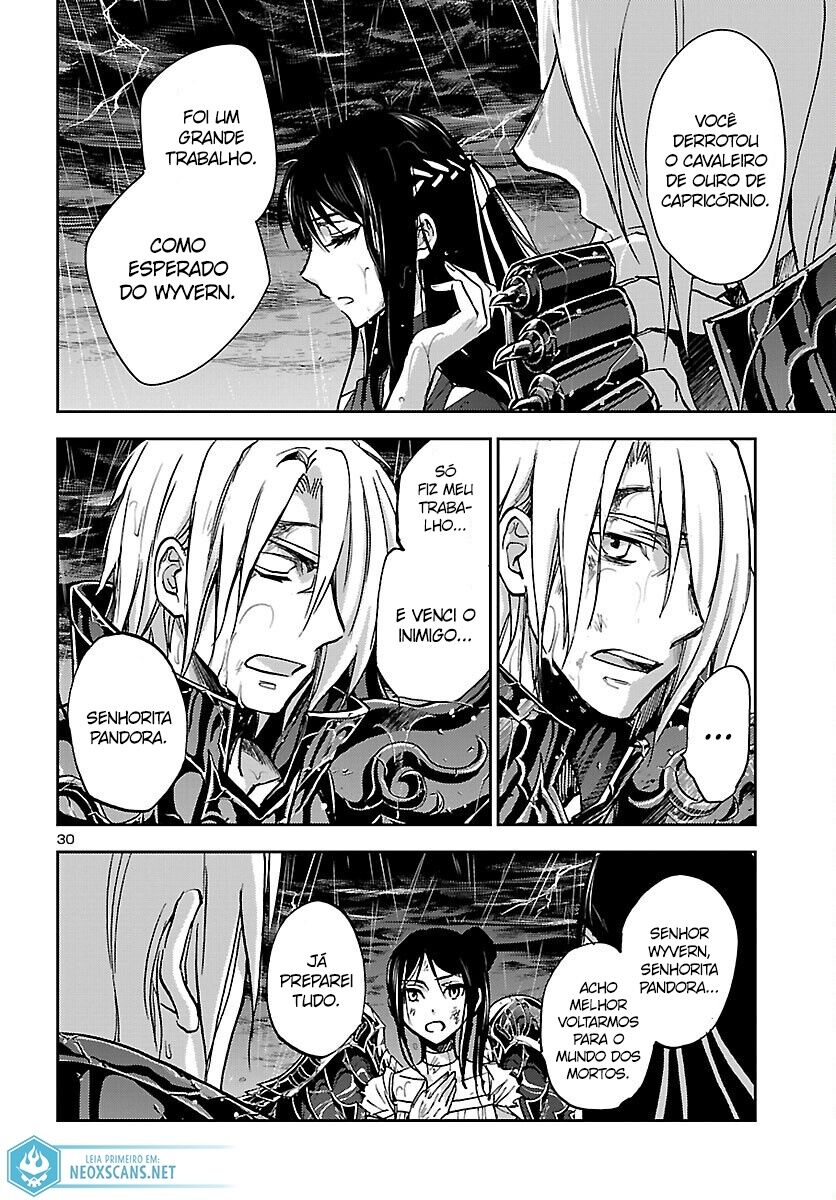 VOCÊ
DERROTOU
O CAVALEIRO
DE OURO DE
CAPRICÓRNIO.
FOI UM
GRANDE
TRABALHO.
COMO
ESPERADO
DO WYVERN.
...
SÓ
FIZ MEU
TRABA-
LHO...
E VENCI O
INIMIGO...
SENHORITA
PANDORA.
30
SENHOR
WYVERN,
SENHORITA
PANDORA...
ACHO
MELHOR
VOLTARMOS
PARA O
MUNDO DOS
MORTOS.
JÁ
PREPAREI
TUDO.
LEIA PRIMEIRO EM:
NEOXSCANS.NET